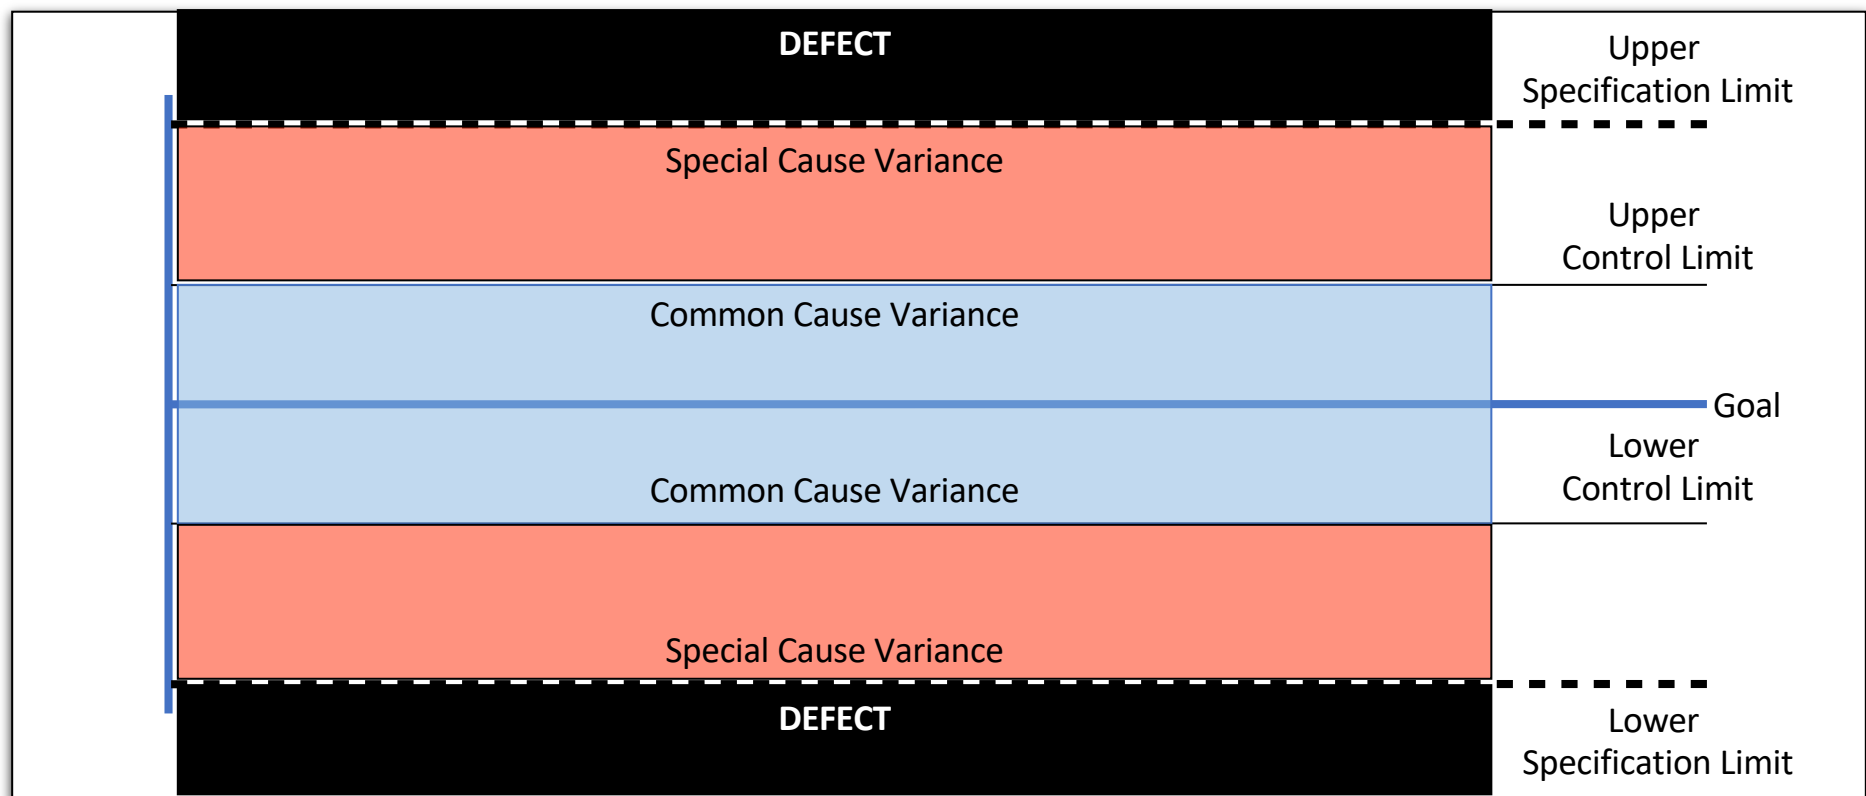 DEFECT
Upper
Specification Limit
Special Cause Variance
Upper
Control Limit
Common Cause Variance
Goal
Lower
Control Limit
Common Cause Variance
Special Cause Variance
DEFECT
Lower
Specification Limit